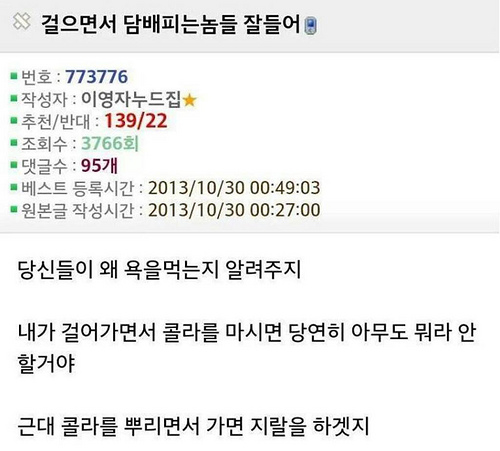 걸으면서 담배피는놈들 잘들어
번호 : 773776
작성자 : 이영자누드집★
추천/반대 : 139/22
조회수 : 3766회
댓글수 : 95개
베스트 등록시간 : 2013/10/30 00:49:03
원본글 작성시간 : 2013/10/30 00:27:00
당신들이 왜 욕을먹는지 알려주지
내가 걸어가면서 콜라를 마시면 당연히 아무도 뭐라 안
할거야
근대 콜라를 뿌리면서 가면 지랄을 하겟지